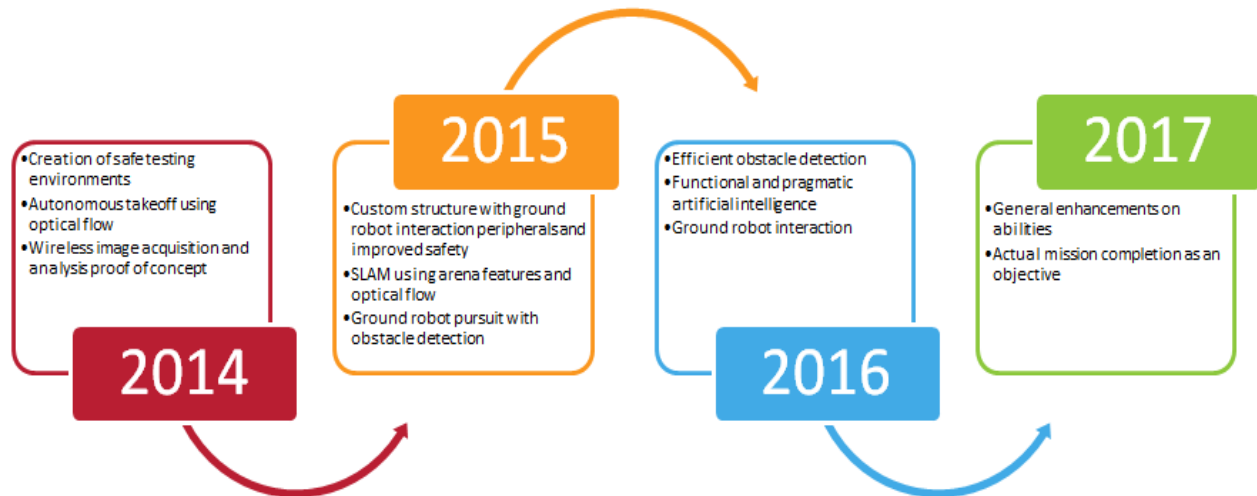 2014
•Creation of safe testing
environments
•Autonomous takeoff using
optical flow
•Wireless image acquisition and
analysis proof of concept
2015
•Custom structure with ground
robot interaction peripherals and
improved safety
•SLAM using arena features and
optical flow
•Ground robot pursuit with
obstacle detection
2016
•Efficient obstacle detection
•Functional and pragmatic
artificial intelligence
•Ground robot interaction
2017
•General enhancements on
abilities
•Actual mission completion as an
objective